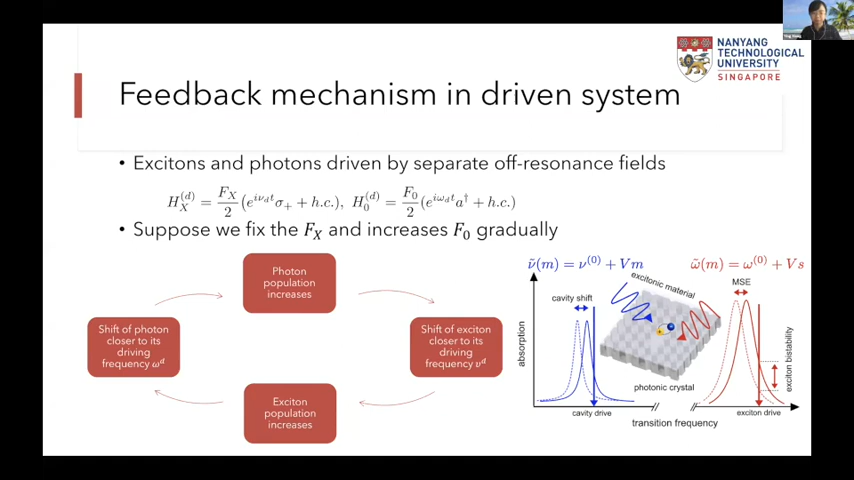 NANYANG
TECHNOLOGICAL
UNIVERSITY
SINGAPORE
Feedback mechanism in driven system
• Excitons and photons driven by separate off-resonance fields
H_X^{(d)} = F_X/2 (e^{iν_d t}σ_+ + h.c.), H_0^{(d)} = F_0/2 (e^{iω_d t}a^† + h.c.)
• Suppose we fix the F_X and increases F_0 gradually
Photon
population
increases
Shift of photon
closer to its
driving
frequency ω^d
Shift of exciton
closer to its
driving
frequency ν^d
Exciton
population
increases
ν̃(m) = ν^{(0)} + Vm
ω̃(m) = ω^{(0)} + Vs
excitonic material
MSE
cavity shift
absorption
exciton bistability
photonic crystal
cavity drive
exciton drive
transition frequency